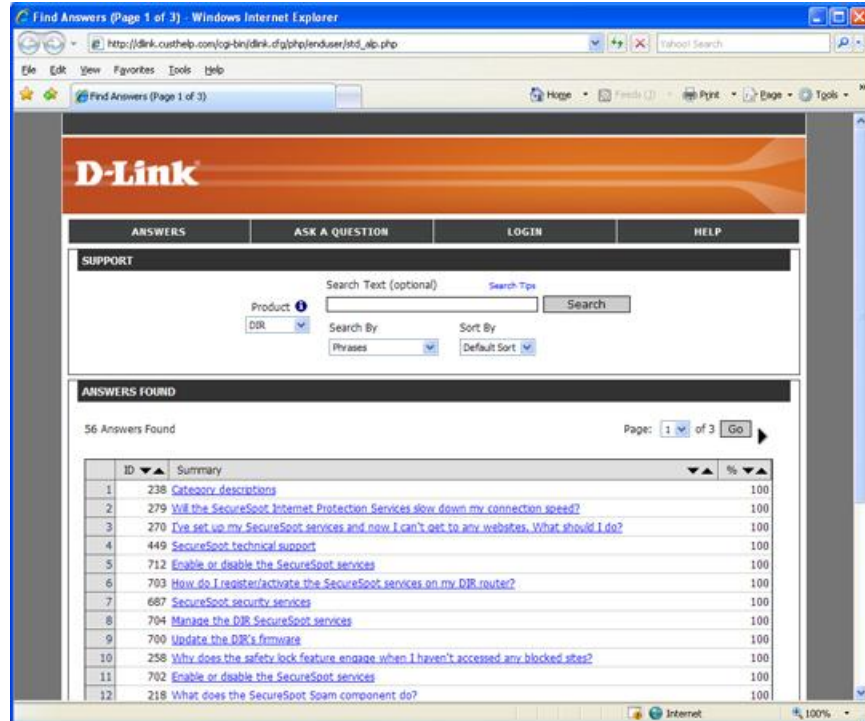 Find Answers (Page 1 of 3) - Windows Internet Explorer
http://dlink.custhelp.com/cgi-bin/dlink.cfg/php/enduser/std_alp.php
Yahoo! Search
File Edit View Favorites Tools Help
Find Answers (Page 1 of 3)
Home Feeds (2) Print Page Tools
D-Link
ANSWERS ASK A QUESTION LOGIN HELP
SUPPORT
Search Text (optional) Search Tips
Product Search
DIR Search By Sort By
Phrases Default Sort
ANSWERS FOUND
56 Answers Found Page: 1 of 3 Go
ID Summary %
1 238 Category descriptions 100
2 279 Will the SecureSpot Internet Protection Services slow down my connection speed? 100
3 270 I've set up my SecureSpot services and now I can't get to any websites. What should I do? 100
4 449 SecureSpot technical support 100
5 712 Enable or disable the SecureSpot services 100
6 703 How do I register/activate the SecureSpot services on my DIR router? 100
7 687 SecureSpot security services 100
8 704 Manage the DIR SecureSpot services 100
9 700 Update the DIR's firmware 100
10 258 Why does the safety lock feature engage when I haven't accessed any blocked sites? 100
11 702 Enable or disable the SecureSpot services 100
12 218 What does the SecureSpot Spam component do? 100
Internet 100%